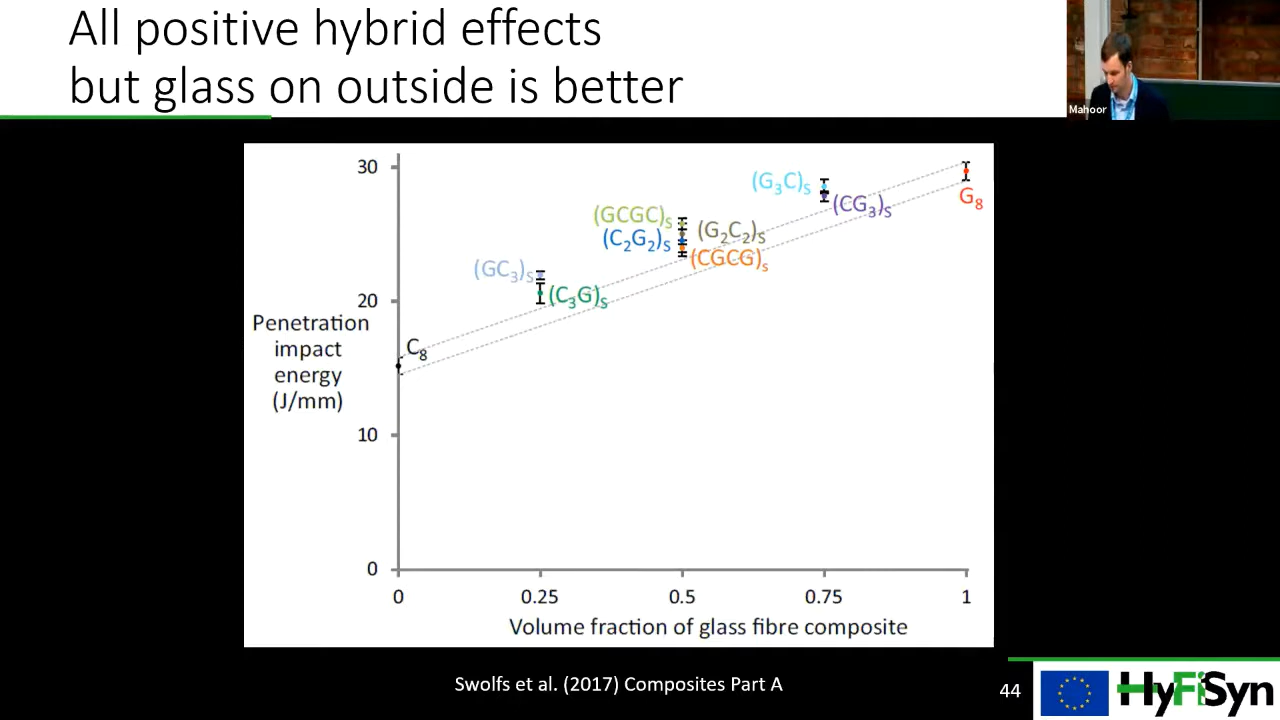 All positive hybrid effects
but glass on outside is better
Mahoor
30
20
10
0
Penetration
impact
energy
(J/mm)
C₈
(GC₃)ₛ
(C₃G)ₛ
(GCGC)ₛ
(C₂G₂)ₛ
(G₂C₂)ₛ
(CGCG)ₛ
(G₃C)ₛ
(CG₃)ₛ
G₈
0 0.25 0.5 0.75 1
Volume fraction of glass fibre composite
Swolfs et al. (2017) Composites Part A
44
HyFiSyn